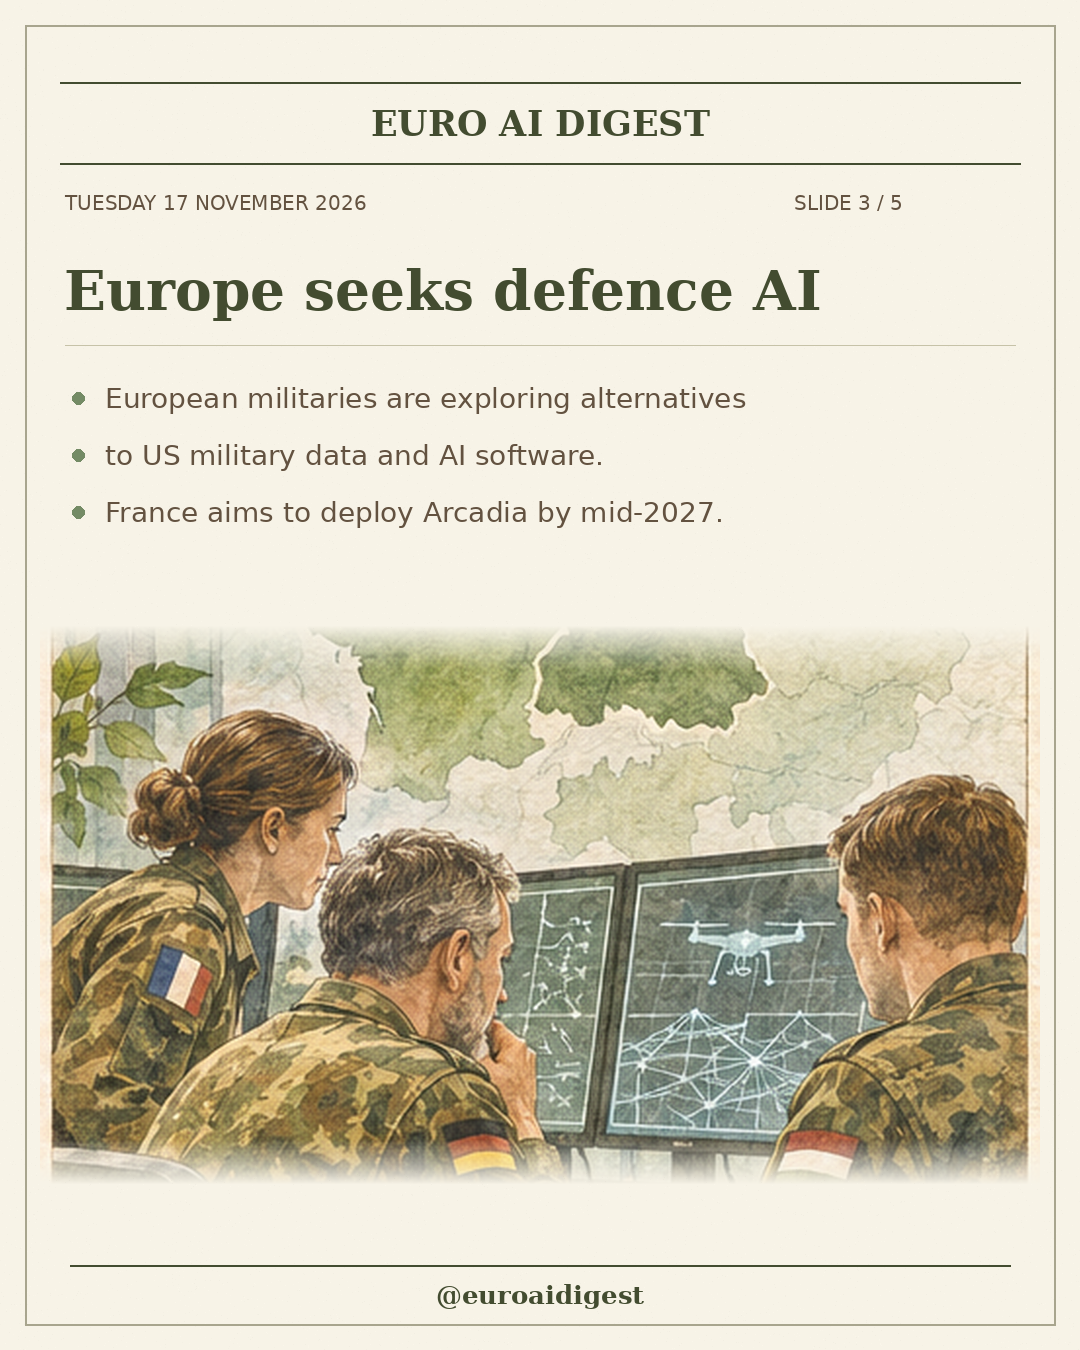 EURO AI DIGEST
TUESDAY 17 NOVEMBER 2026
SLIDE 3 / 5
Europe seeks defence AI
European militaries are exploring alternatives
to US military data and AI software.
France aims to deploy Arcadia by mid-2027.
@euroaidigest